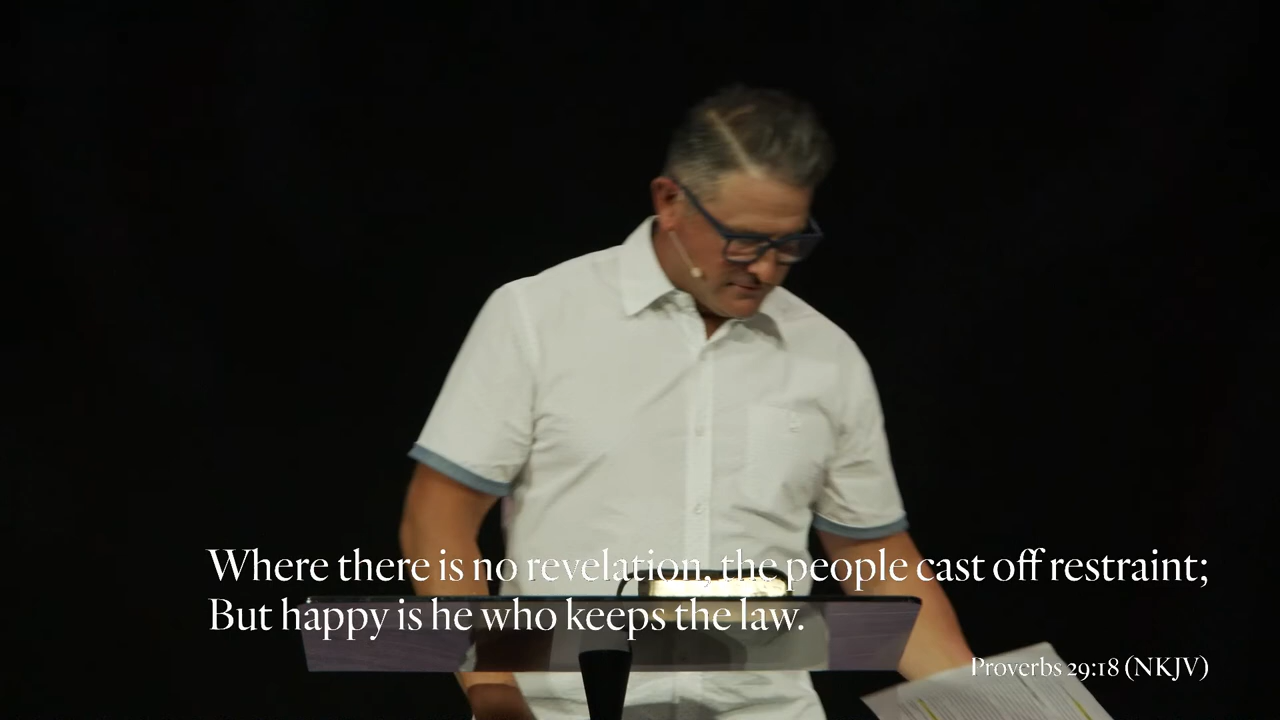 Where there is no revelation, the people cast off restraint;
But happy is he who keeps the law.
Proverbs 29:18 (NKJV)